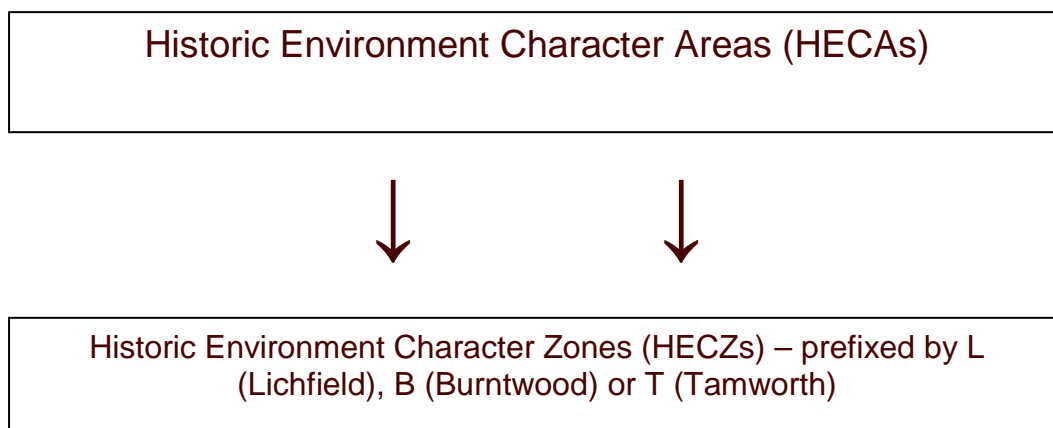 Historic Environment Character Areas (HECAs)
Historic Environment Character Zones (HECZs) – prefixed by L
(Lichfield), B (Burntwood) or T (Tamworth)